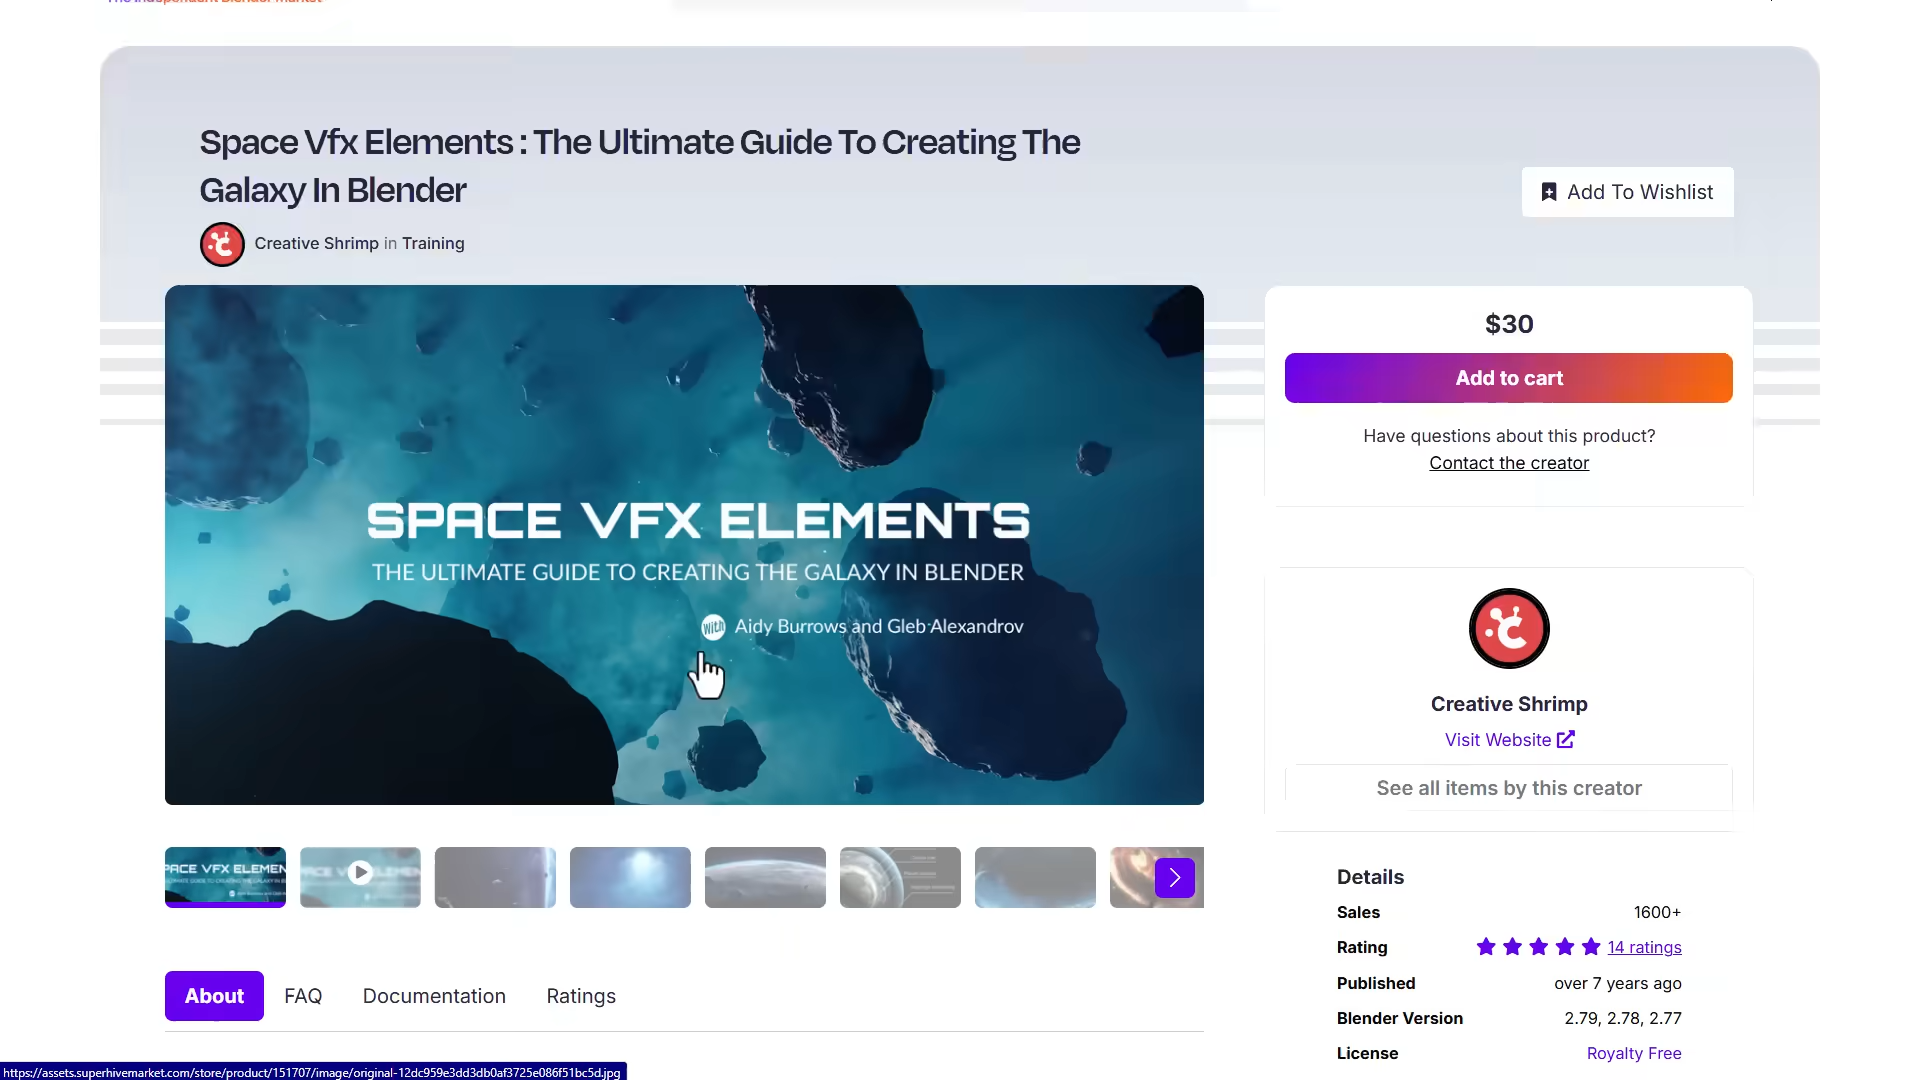 The Independent Blender Market
Space Vfx Elements : The Ultimate Guide To Creating The
Galaxy In Blender
Add To Wishlist
Creative Shrimp in Training
SPACE VFX ELEMENTS
THE ULTIMATE GUIDE TO CREATING THE GALAXY IN BLENDER
With Aidy Burrows and Gleb Alexandrov
$30
Add to cart
Have questions about this product?
Contact the creator
Creative Shrimp
Visit Website
See all items by this creator
Details
Sales 1600+
Rating 14 ratings
Published over 7 years ago
Blender Version 2.79, 2.78, 2.77
License Royalty Free
About FAQ Documentation Ratings
https://assets.superhivemarket.com/store/product/151707/image/original-12dc959e3dd3db0af3725e086f51bc5d.jpg